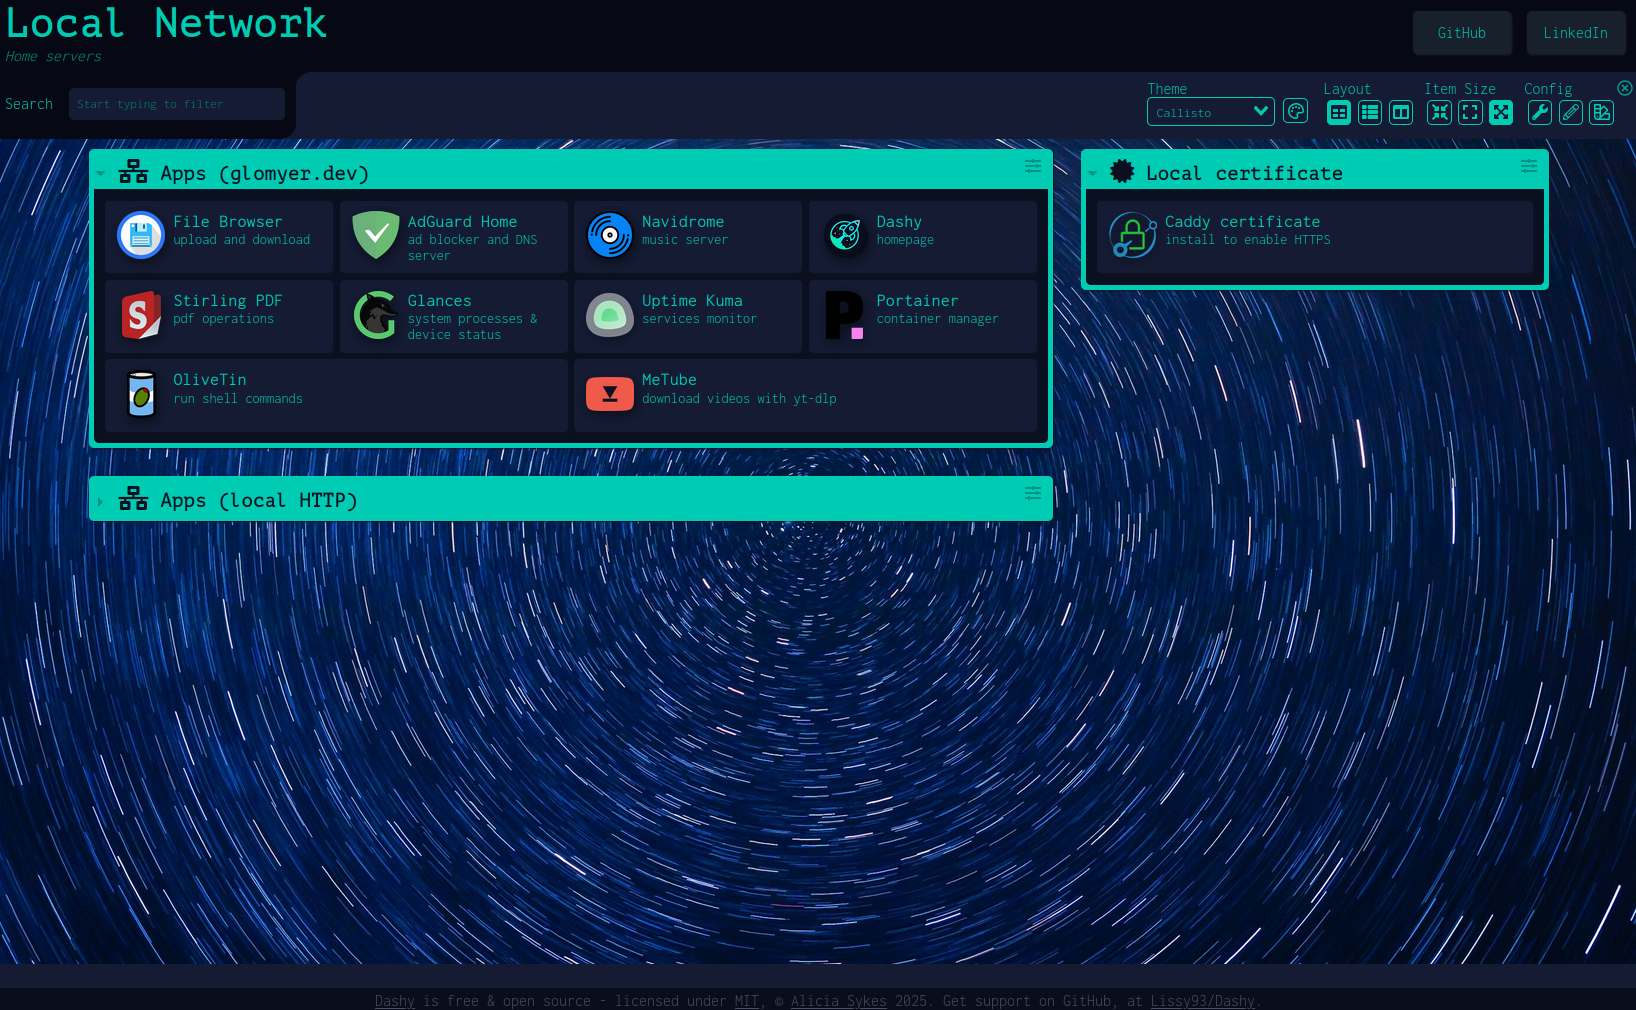 Local Network
Home servers
GitHub
LinkedIn
Search
Start typing to filter
Theme
Callisto
Layout
Item Size
Config
Apps (glomyer.dev)
File Browser
upload and download
AdGuard Home
ad blocker and DNS
server
Navidrome
music server
Dashy
homepage
Stirling PDF
pdf operations
Glances
system processes &
device status
Uptime Kuma
services monitor
Portainer
container manager
OliveTin
run shell commands
MeTube
download videos with yt-dlp
Apps (local HTTP)
Local certificate
Caddy certificate
install to enable HTTPS
Dashy is free & open source - licensed under MIT, © Alicia Sykes 2025. Get support on GitHub, at Lissy93/Dashy.